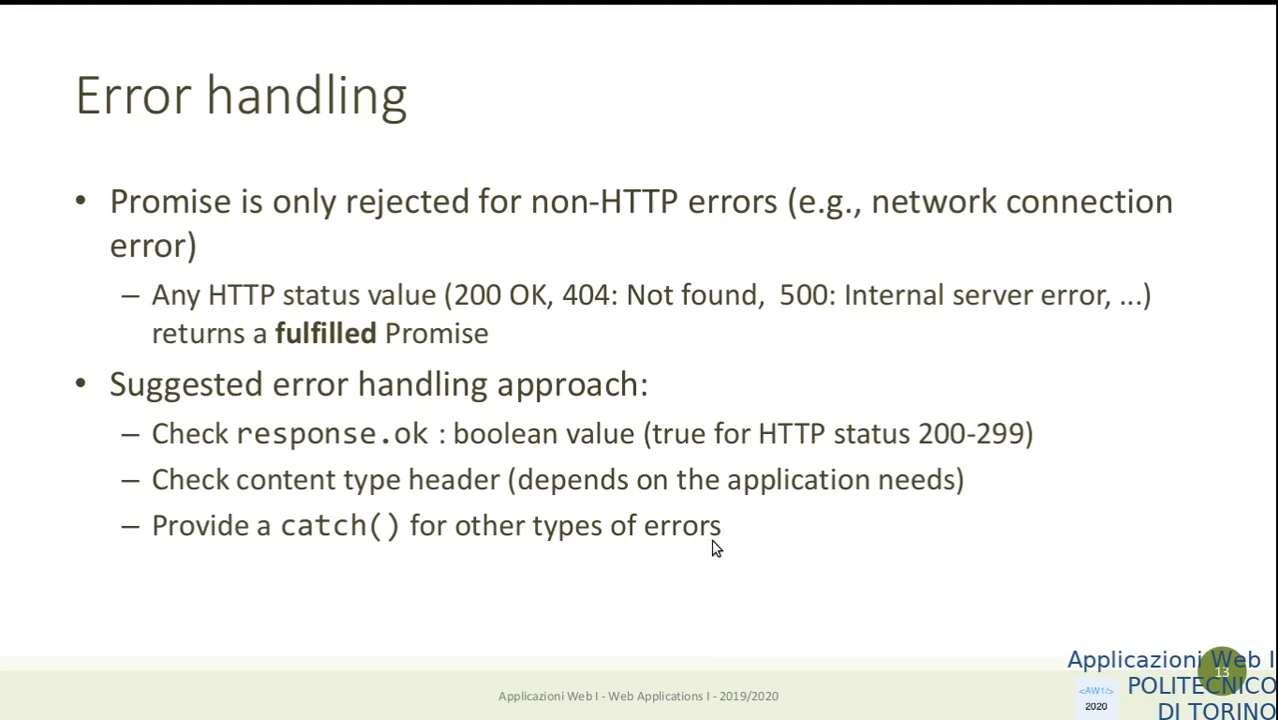 Error handling
• Promise is only rejected for non-HTTP errors (e.g., network connection
error)
– Any HTTP status value (200 OK, 404: Not found, 500: Internal server error, ...)
returns a fulfilled Promise
• Suggested error handling approach:
– Check response.ok : boolean value (true for HTTP status 200-299)
– Check content type header (depends on the application needs)
– Provide a catch() for other types of errors
Applicazioni Web I - Web Applications I - 2019/2020
13
Applicazioni Web I
<AW1/>
2020
POLITECNICO
DI TORINO